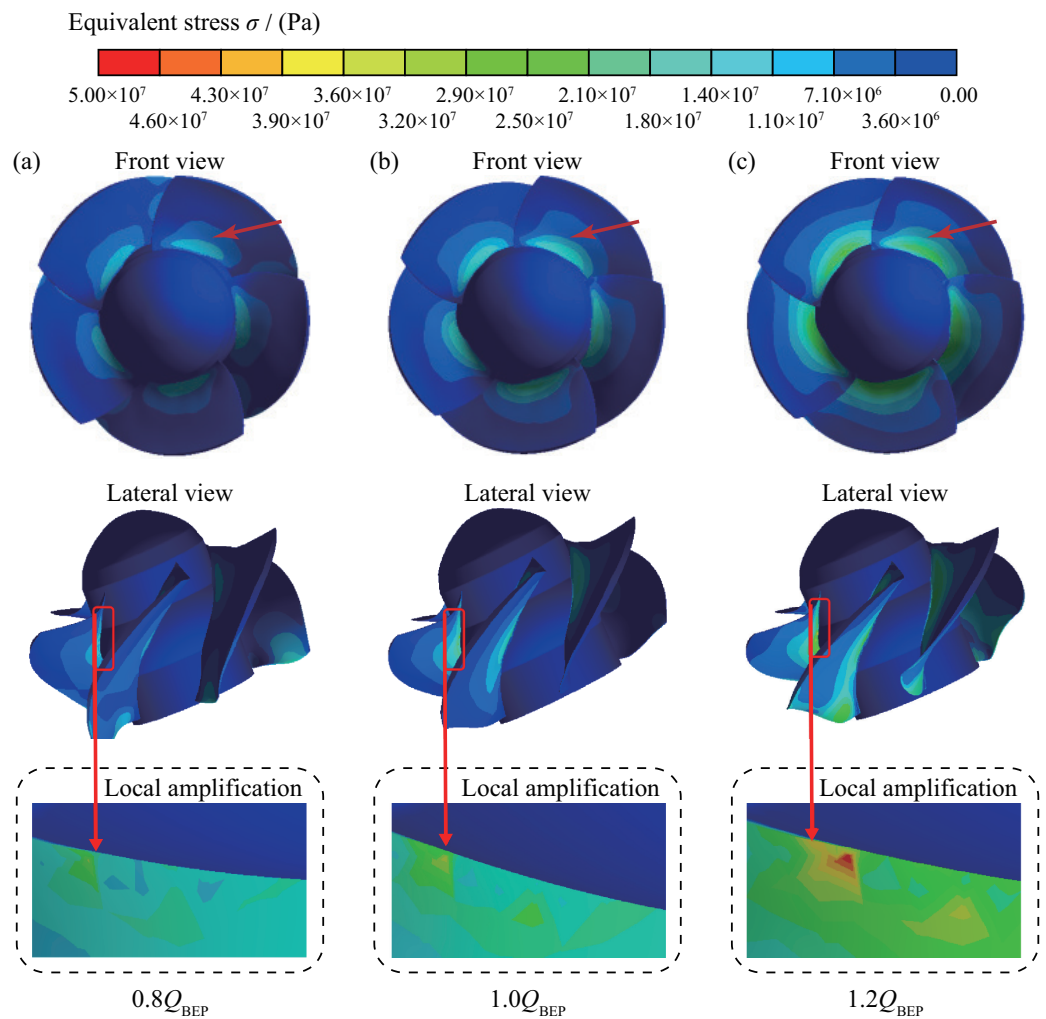 Equivalent stress σ / (Pa)
5.00×10⁷ 4.30×10⁷ 3.60×10⁷ 2.90×10⁷ 2.10×10⁷ 1.40×10⁷ 7.10×10⁶ 0.00
4.60×10⁷ 3.90×10⁷ 3.20×10⁷ 2.50×10⁷ 1.80×10⁷ 1.10×10⁷ 3.60×10⁶
(a) Front view (b) Front view (c) Front view
Lateral view Lateral view Lateral view
Local amplification Local amplification Local amplification
0.8Q_BEP 1.0Q_BEP 1.2Q_BEP